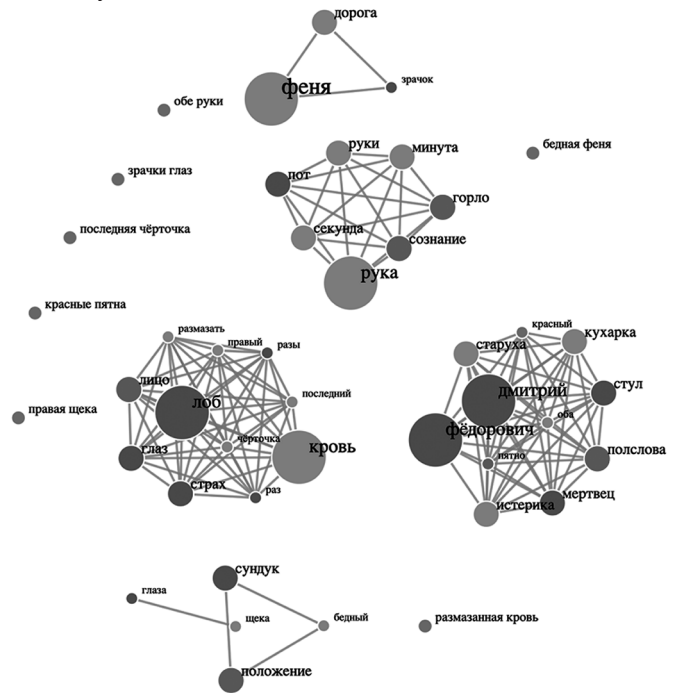 дорога
зрачок
феня
обе руки
руки
минута
бедная феня
зрачки глаз
пот
горло
последняя чёрточка
секунда
сознание
рука
красные пятна
размазать
правый
разы
красный
кухарка
старуха
лицо
лоб
последний
дмитрий
стул
правая щека
оба
фёдорович
чёрточка
кровь
глаз
пятно
полслова
страх
раз
мертвец
истерика
сундук
глаза
щека
бедный
размазанная кровь
положение